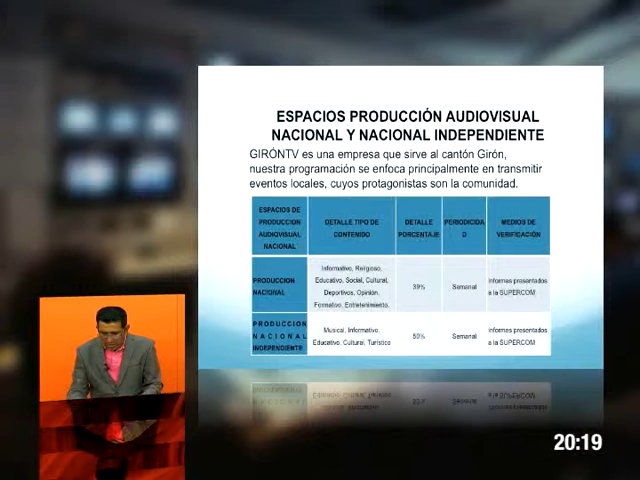 ESPACIOS PRODUCCIÓN AUDIOVISUAL
NACIONAL Y NACIONAL INDEPENDIENTE
GIRÓNTV es una empresa que sirve al cantón Girón,
nuestra programación se enfoca principalmente en transmitir
eventos locales, cuyos protagonistas son la comunidad.
ESPACIOS DE
PRODUCCION
AUDIOVISUAL
NACIONAL
DETALLE TIPO DE
CONTENIDO
DETALLE
PORCENTAJE
PERIODICIDA
D
MEDIOS DE
VERIFICACIÓN
PRODUCCION
NACIONAL
Informativo, Religioso,
Educativo, Social, Cultural,
Deportivos, Opinión,
Formativo, Entretenimiento,
39%
Semanal
informes presentados
a la SUPERCOM
PRODUCCION
NACIONAL
INDEPENDIENTE
Musical, Informativo,
Educativo, Cultural, Turístico
50%
Semanal
informes presentados
a la SUPERCOM
20:19